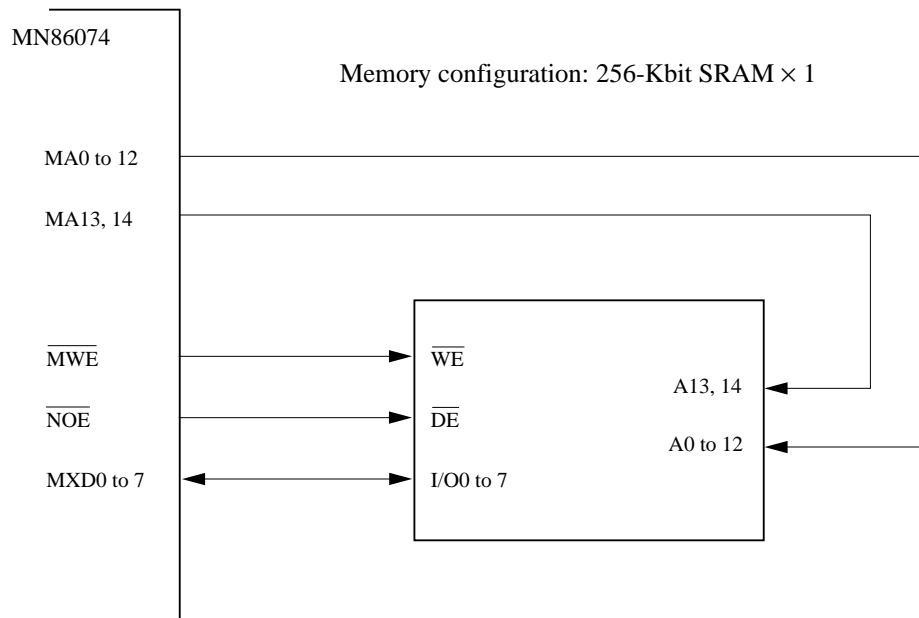 MN86074
Memory configuration: 256-Kbit SRAM × 1
MA0 to 12
MA13, 14
MWE
WE
A13, 14
NOE
DE
A0 to 12
MXD0 to 7
I/O0 to 7